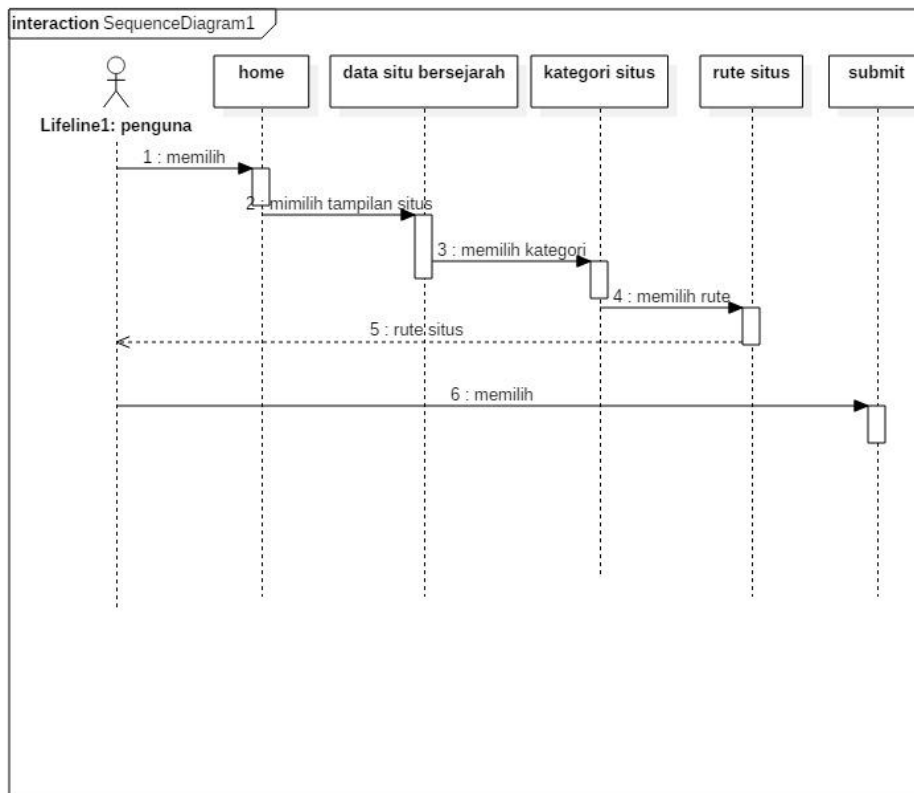 interaction SequenceDiagram1
home
data situ bersejarah
kategori situs
rute situs
submit
Lifeline1: penguna
1 : memilih
2 : mimilih tampilan situs
3 : memilih kategori
4 : memilih rute
5 : rute situs
6 : memilih